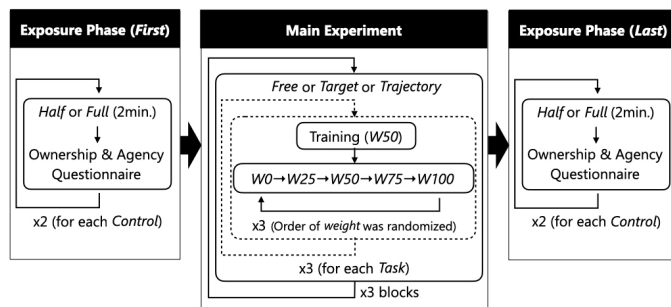 Exposure Phase (First)
Half or Full (2min.)
Ownership & Agency
Questionnaire
x2 (for each Control)
Main Experiment
Free or Target or Trajectory
Training (W50)
W0→W25→W50→W75→W100
x3 (Order of weight was randomized)
x3 (for each Task)
x3 blocks
Exposure Phase (Last)
Half or Full (2min.)
Ownership & Agency
Questionnaire
x2 (for each Control)